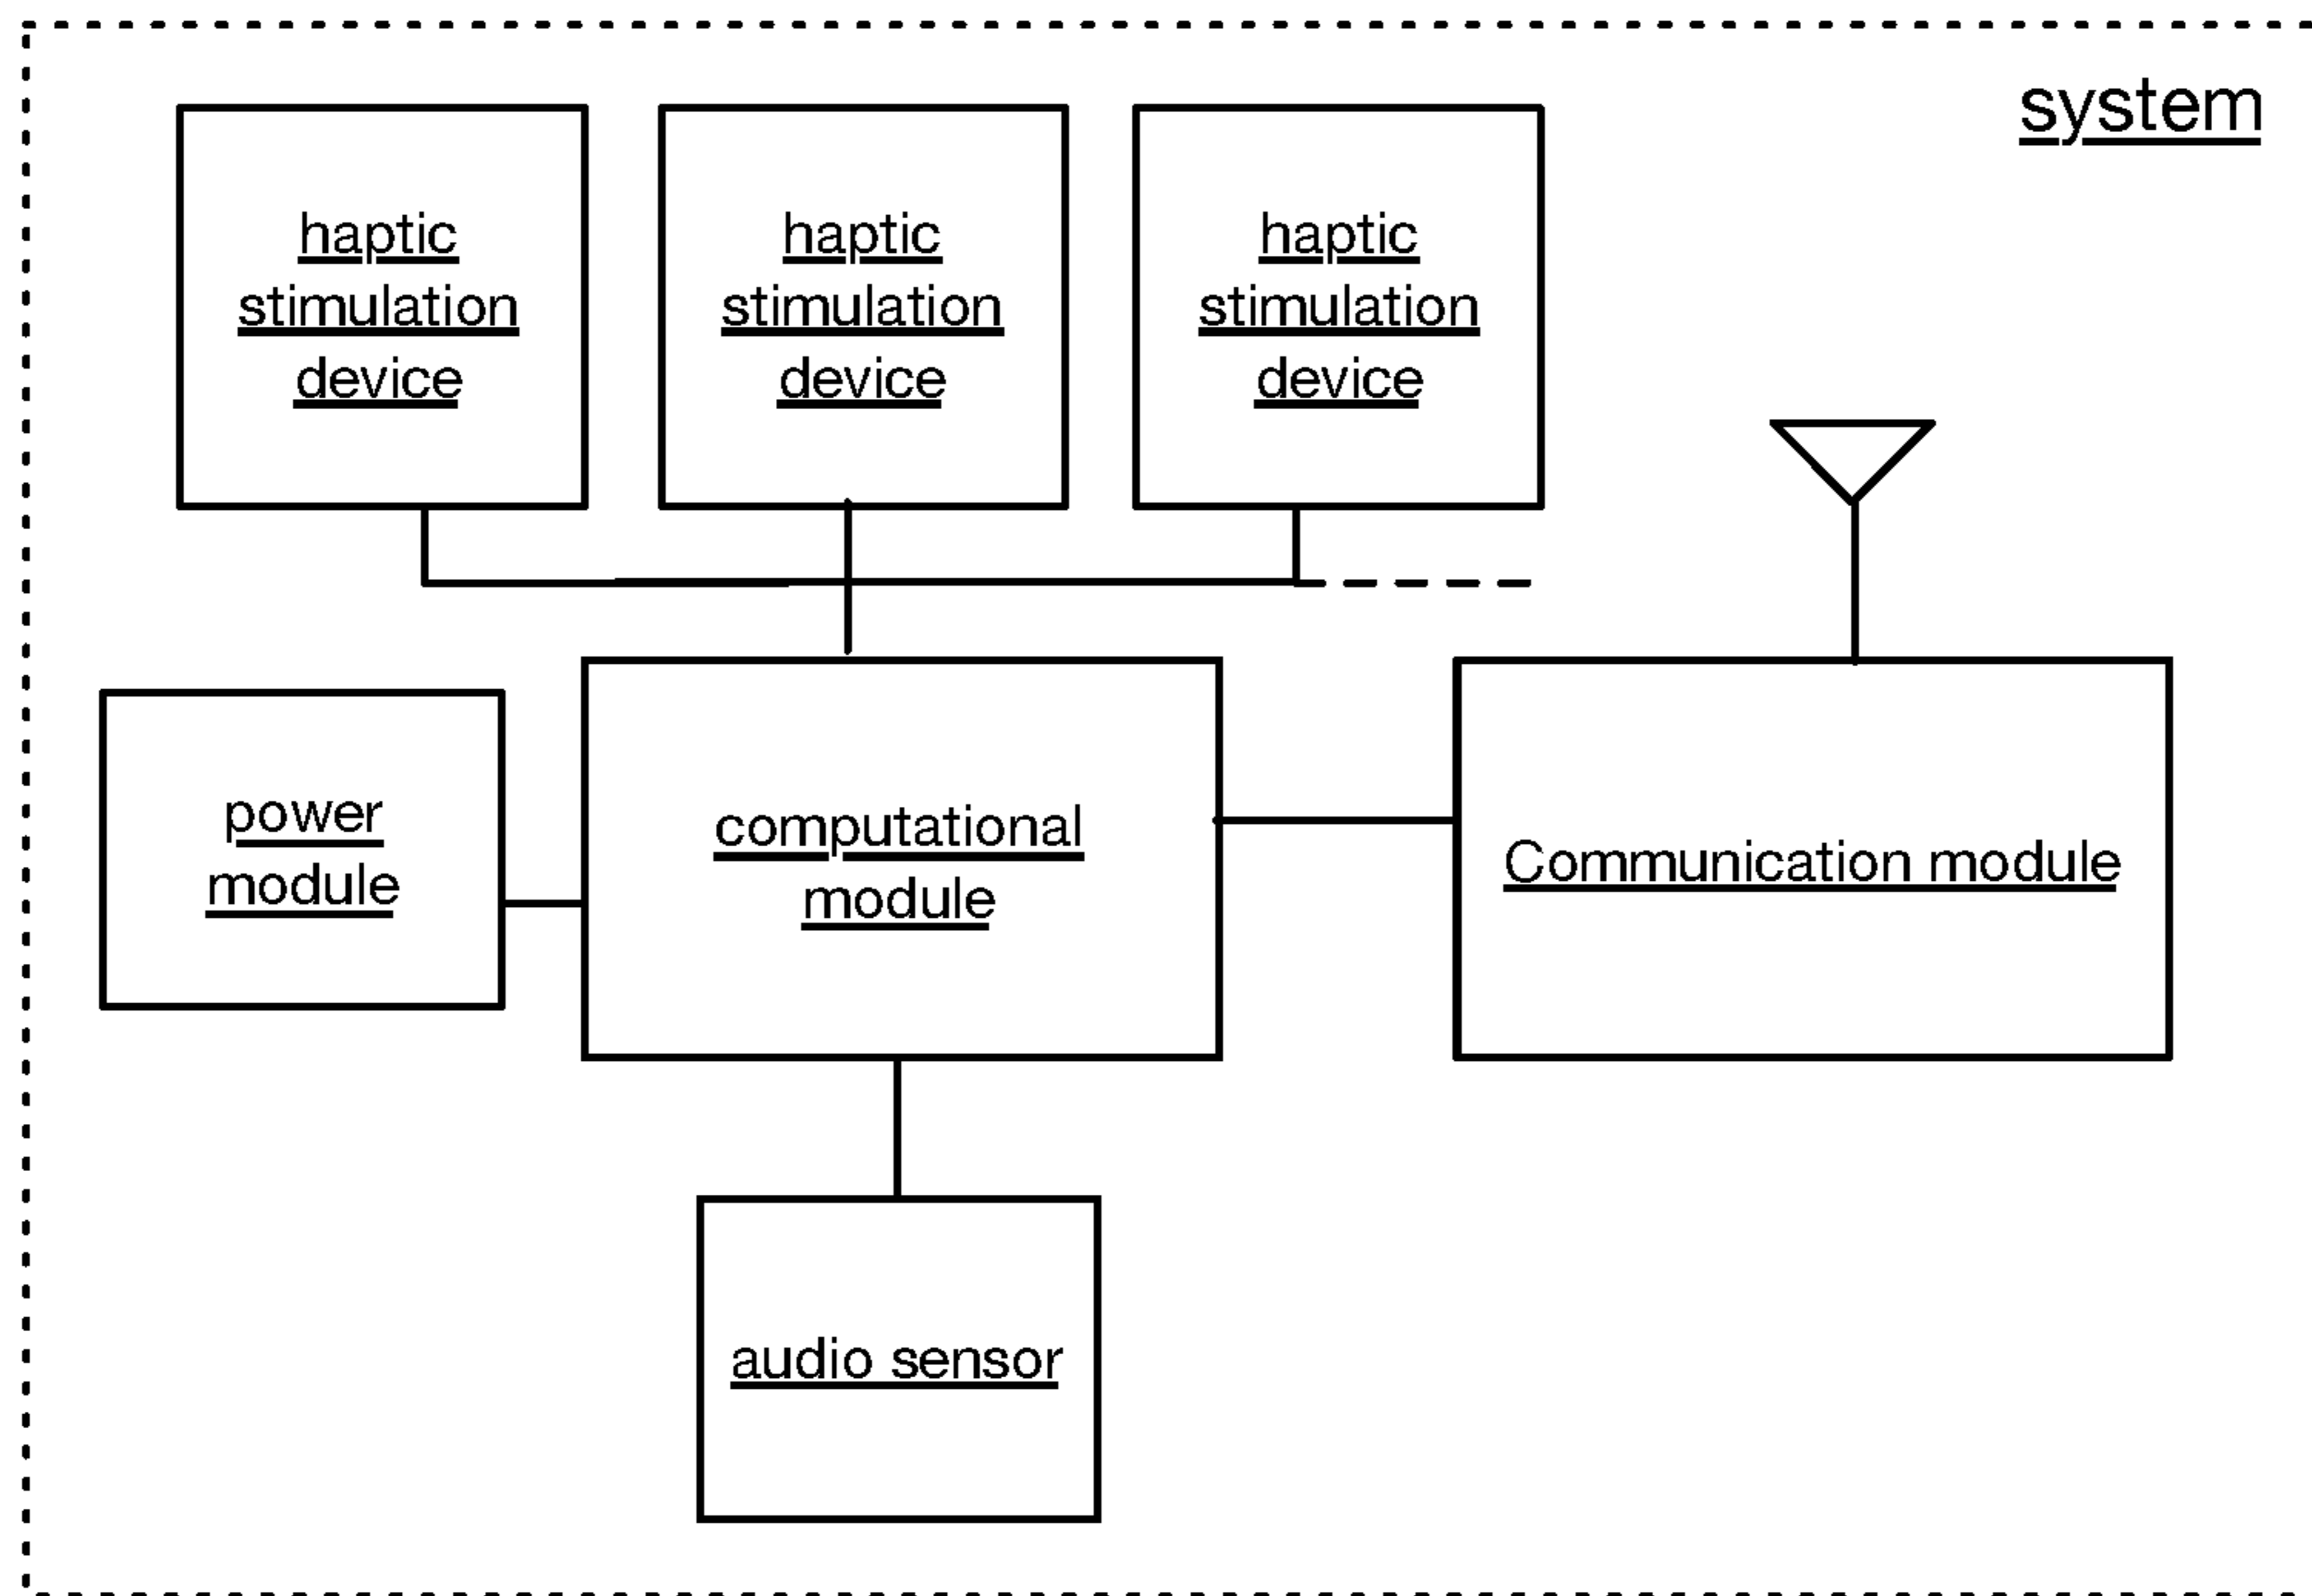 system
haptic
stimulation
device
haptic
stimulation
device
haptic
stimulation
device
power
module
computational
module
Communication module
audio sensor